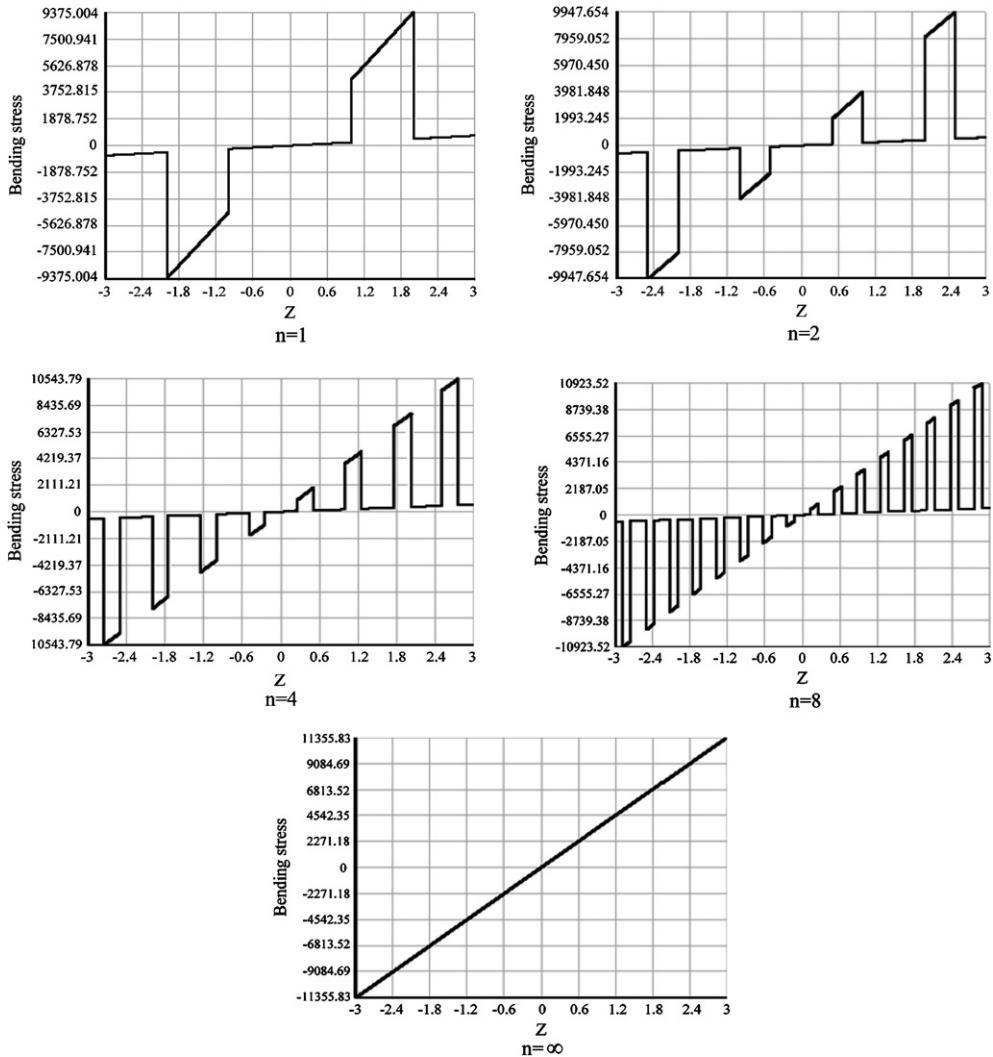 9375.004
7500.941
5626.878
3752.815
1878.752
0
-1878.752
-3752.815
-5626.878
-7500.941
-9375.004
Bending stress
-3 -2.4 -1.8 -1.2 -0.6 0 0.6 1.2 1.8 2.4 3
Z
n=1
9947.654
7959.052
5970.450
3981.848
1993.245
0
-1993.245
-3981.848
-5970.450
-7959.052
-9947.654
Bending stress
-3 -2.4 -1.8 -1.2 -0.6 0 0.6 1.2 1.8 2.4 3
Z
n=2
10543.79
8435.69
6327.53
4219.37
2111.21
0
-2111.21
-4219.37
-6327.53
-8435.69
10543.79
Bending stress
-3 -2.4 -1.8 -1.2 -0.6 0 0.6 1.2 1.8 2.4 3
Z
n=4
10923.52
8739.38
6555.27
4371.16
2187.05
0
-2187.05
-4371.16
-6555.27
-8739.38
-10923.52
Bending stress
-3 -2.4 -1.8 -1.2 -0.6 0 0.6 1.2 1.8 2.4 3
Z
n=8
11355.83
9084.69
6813.52
4542.35
2271.18
0
-2271.18
-4542.35
-6813.52
-9084.69
-11355.83
Bending stress
-3 -2.4 -1.8 -1.2 -0.6 0 0.6 1.2 1.8 2.4 3
Z
n=∞